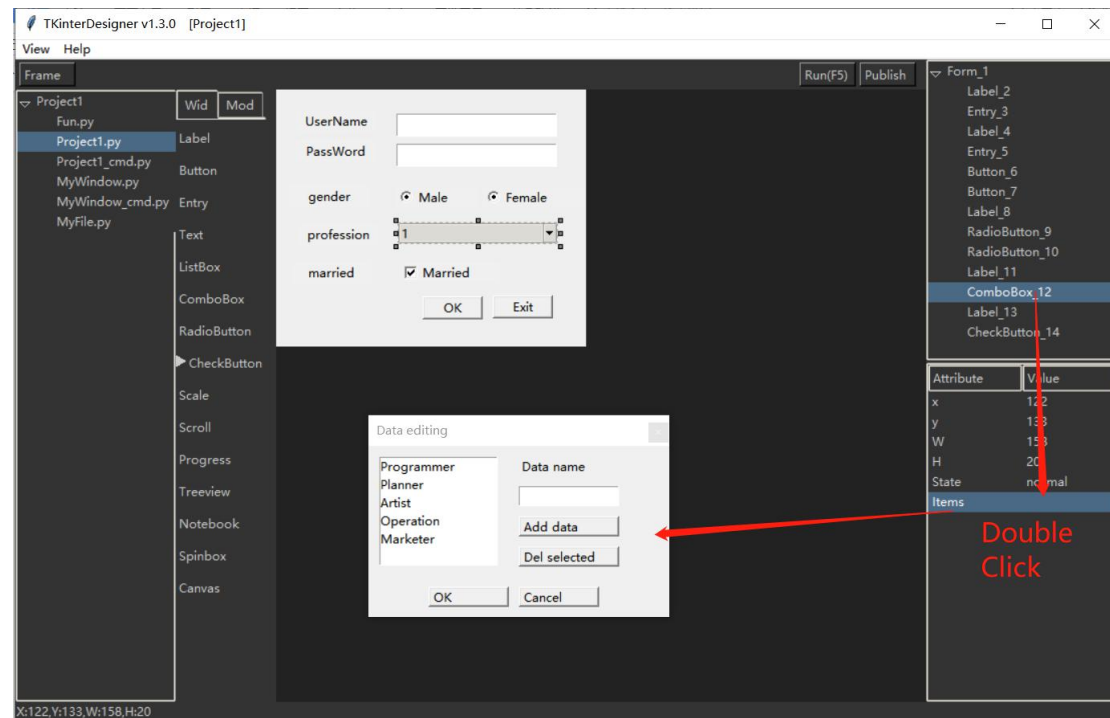 TKinterDesigner v1.3.0 [Project1]
View Help
Frame
Run(F5) Publish
Project1
Fun.py
Project1.py
Project1_cmd.py
MyWindow.py
MyWindow_cmd.py
MyFile.py
Wid Mod
Label
Button
Entry
Text
ListBox
ComboBox
RadioButton
CheckButton
Scale
Scroll
Progress
Treeview
Notebook
Spinbox
Canvas
UserName
PassWord
gender Male Female
profession 1
married Married
OK Exit
Data editing
Programmer
Planner
Artist
Operation
Marketer
Data name
Add data
Del selected
OK Cancel
Form_1
Label_2
Entry_3
Label_4
Entry_5
Button_6
Button_7
Label_8
RadioButton_9
RadioButton_10
Label_11
ComboBox_12
Label_13
CheckButton_14
Attribute Value
x 122
y 133
W 158
H 20
State normal
Items
Double
Click
X:122,Y:133,W:158,H:20